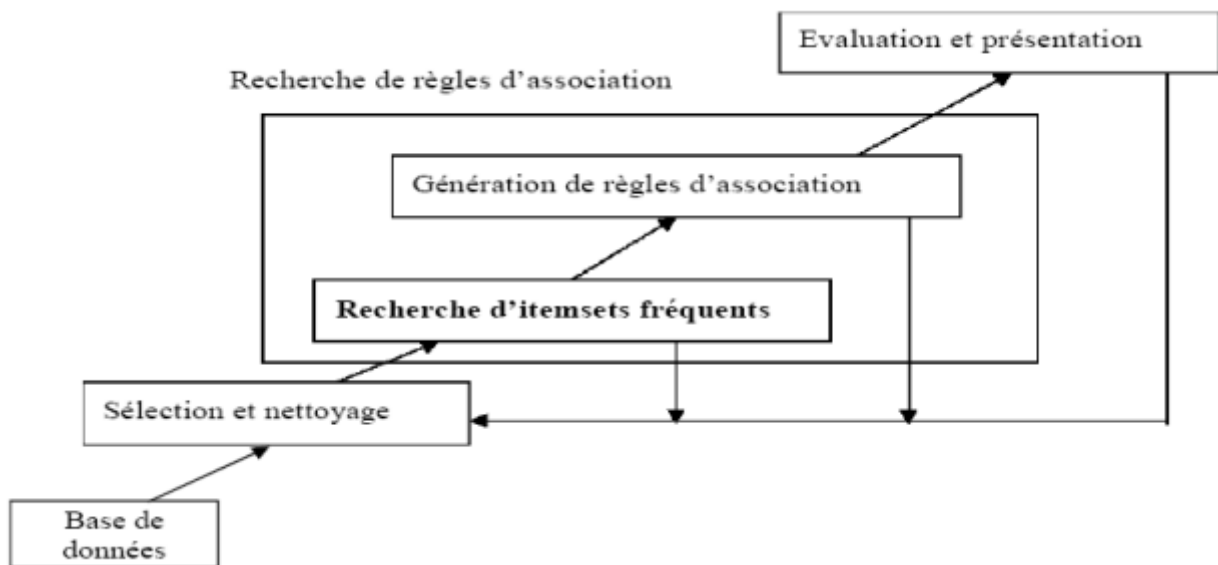 Evaluation et présentation
Recherche de règles d’association
Génération de règles d’association
Recherche d’itemsets fréquents
Sélection et nettoyage
Base de
données